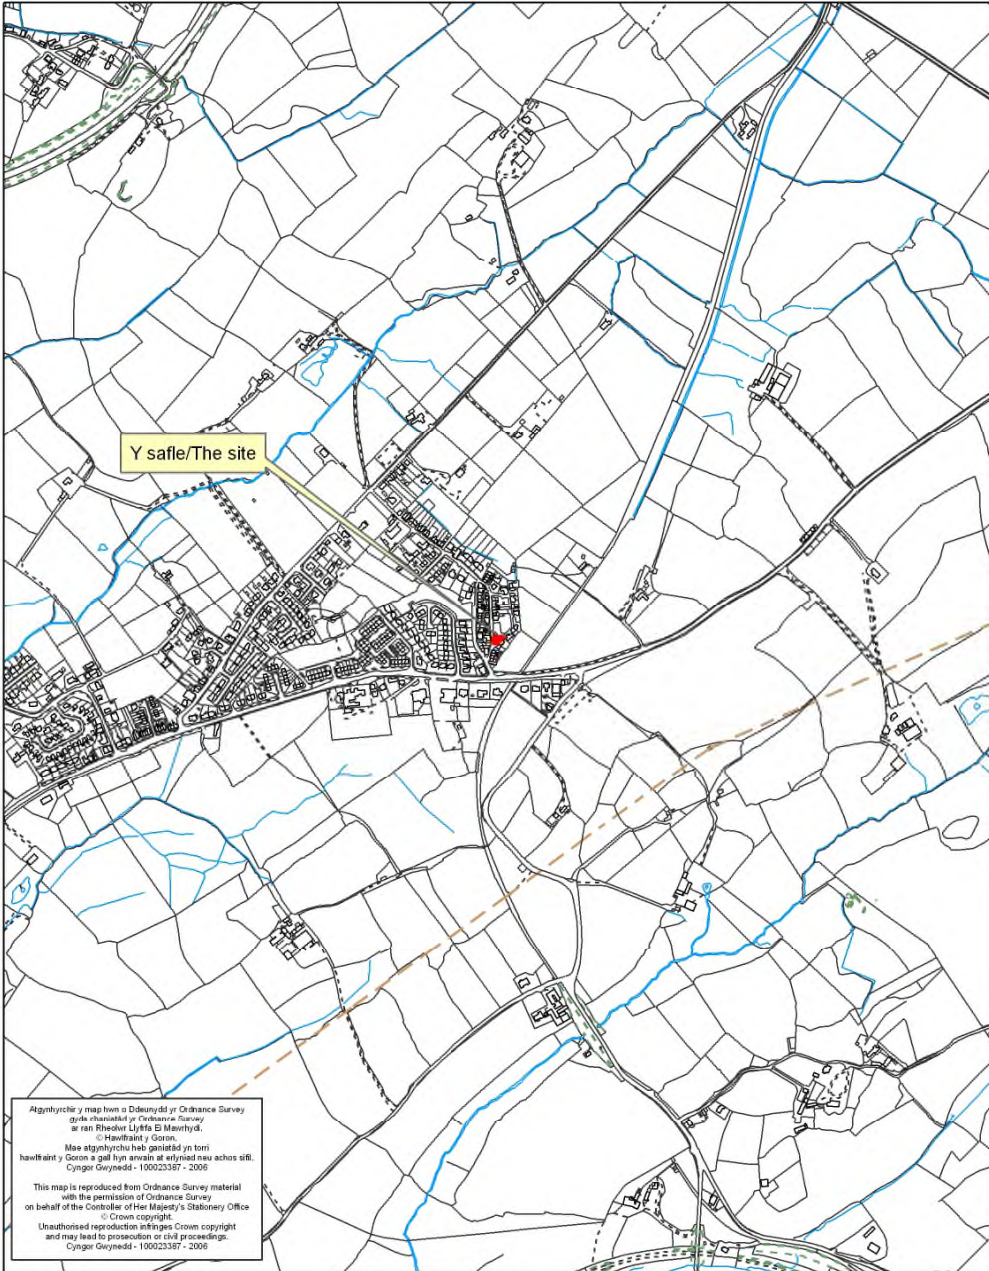 Y safle/The site
Atgynhyrchir y map hwn o Ddeunydd yr Ordnance Survey
gyda chaniatâd yr Ordnance Survey
ar ran Rheolwr Llyfrfa Ei Mawrhydi.
© Hawlfraint y Goron.
Mae atgynhyrchu heb ganiatâd yn torri
hawlfraint y Goron a gall hyn arwain at erlyniad neu achos sifil.
Cyngor Gwynedd - 100023387 - 2006
This map is reproduced from Ordnance Survey material
with the permission of Ordnance Survey
on behalf of the Controller of Her Majesty's Stationery Office
© Crown copyright.
Unauthorised reproduction infringes Crown copyright
and may lead to prosecution or civil proceedings.
Cyngor Gwynedd - 100023387 - 2006